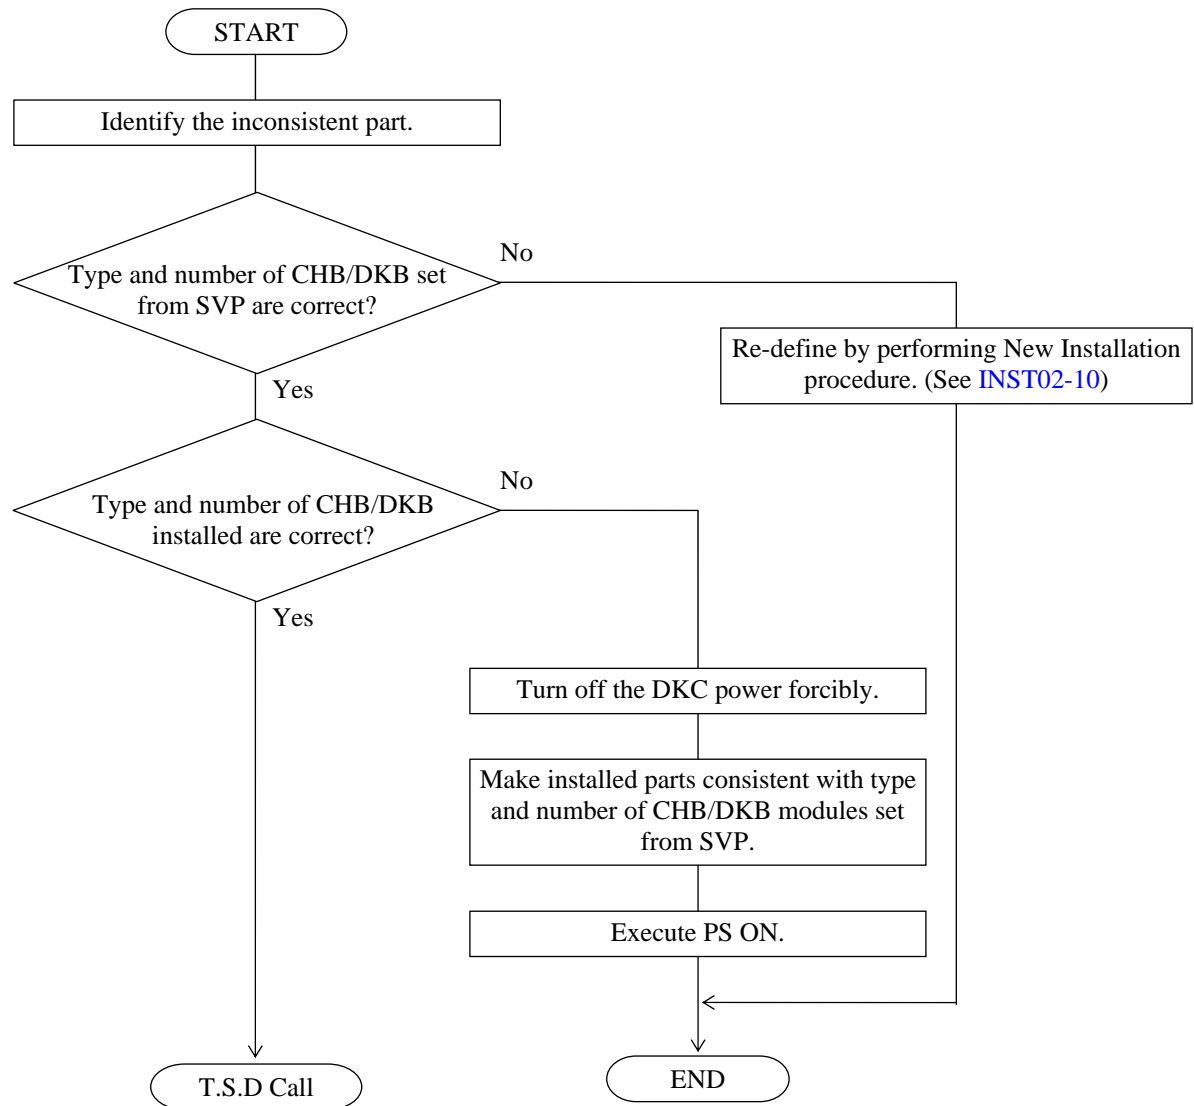 START
Identify the inconsistent part.
Type and number of CHB/DKB set
from SVP are correct?
No
Re-define by performing New Installation
procedure. (See INST02-10)
Yes
Type and number of CHB/DKB
installed are correct?
No
Yes
Turn off the DKC power forcibly.
Make installed parts consistent with type
and number of CHB/DKB modules set
from SVP.
Execute PS ON.
T.S.D Call
END